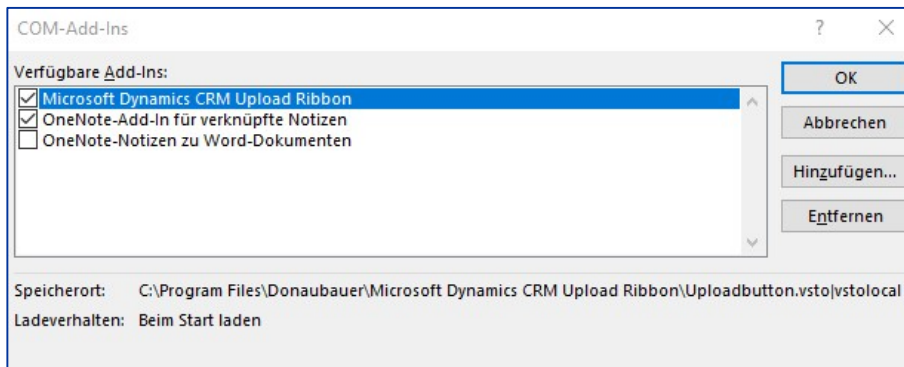 COM-Add-Ins
Verfügbare Add-Ins:
Microsoft Dynamics CRM Upload Ribbon
OneNote-Add-In für verknüpfte Notizen
OneNote-Notizen zu Word-Dokumenten
OK
Abbrechen
Hinzufügen...
Entfernen
Speicherort: C:\Program Files\Donaubauer\Microsoft Dynamics CRM Upload Ribbon\Uploadbutton.vsto|vstolocal
Ladeverhalten: Beim Start laden